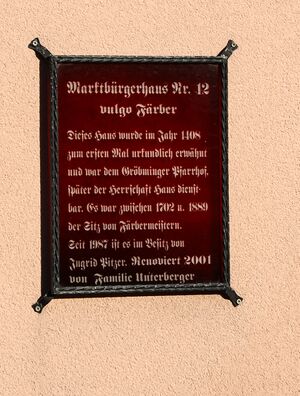 Marktbürgerhaus Nr. 12
vulgo Färber
Dieses Haus wurde im Jahr 1408
zum ersten Mal urkundlich erwähnt
und war dem Gröbminger Pfarrhof,
später der Herrschaft Haus dienst-
bar. Es war zwischen 1702 u. 1889
der Sitz von Färbermeistern.
Seit 1987 ist es im Besitz von
Ingrid Pitzer. Renoviert 2001
von Familie Unterberger